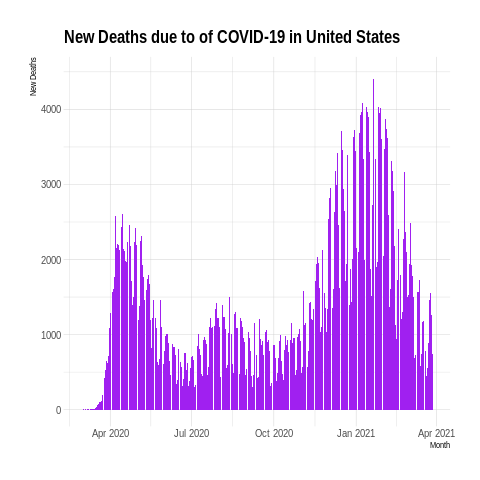 New Deaths due to of COVID-19 in United States
New Deaths
4000
3000
2000
1000
0
Apr 2020 Jul 2020 Oct 2020 Jan 2021 Apr 2021
Month